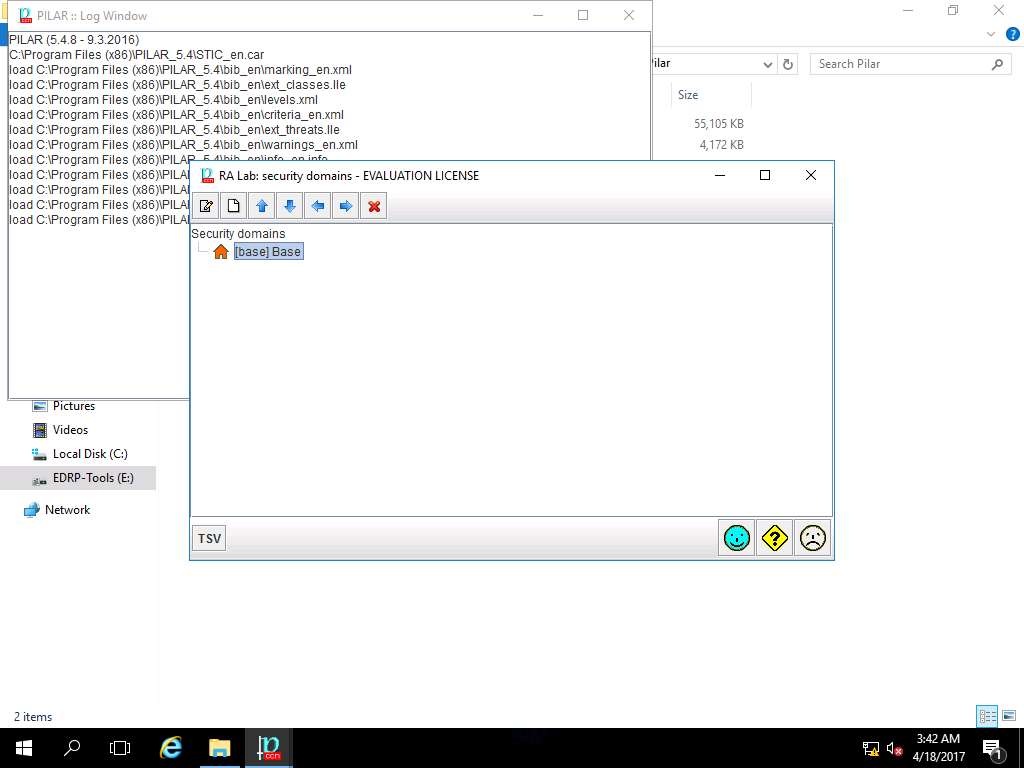 PILAR :: Log Window
PILAR (5.4.8 - 9.3.2016)
C:\Program Files (x86)\PILAR_5.4\STIC_en.car
load C:\Program Files (x86)\PILAR_5.4\bib_en\marking_en.xml
load C:\Program Files (x86)\PILAR_5.4\bib_en\ext_classes.lle
load C:\Program Files (x86)\PILAR_5.4\bib_en\levels.xml
load C:\Program Files (x86)\PILAR_5.4\bib_en\criteria_en.xml
load C:\Program Files (x86)\PILAR_5.4\bib_en\ext_threats.lle
load C:\Program Files (x86)\PILAR_5.4\bib_en\warnings_en.xml
load C:\Program Files (x86)\PILAR_5.4\bib_en\info_en.info
load C:\Program Files (x86)\PILA
load C:\Program Files (x86)\PILA
load C:\Program Files (x86)\PILA
load C:\Program Files (x86)\PILA
Search Pilar
Size
55,105 KB
4,172 KB
RA Lab: security domains - EVALUATION LICENSE
Security domains
[base] Base
TSV
Pictures
Videos
Local Disk (C:)
EDRP-Tools (E:)
Network
2 items
3:42 AM
4/18/2017
1